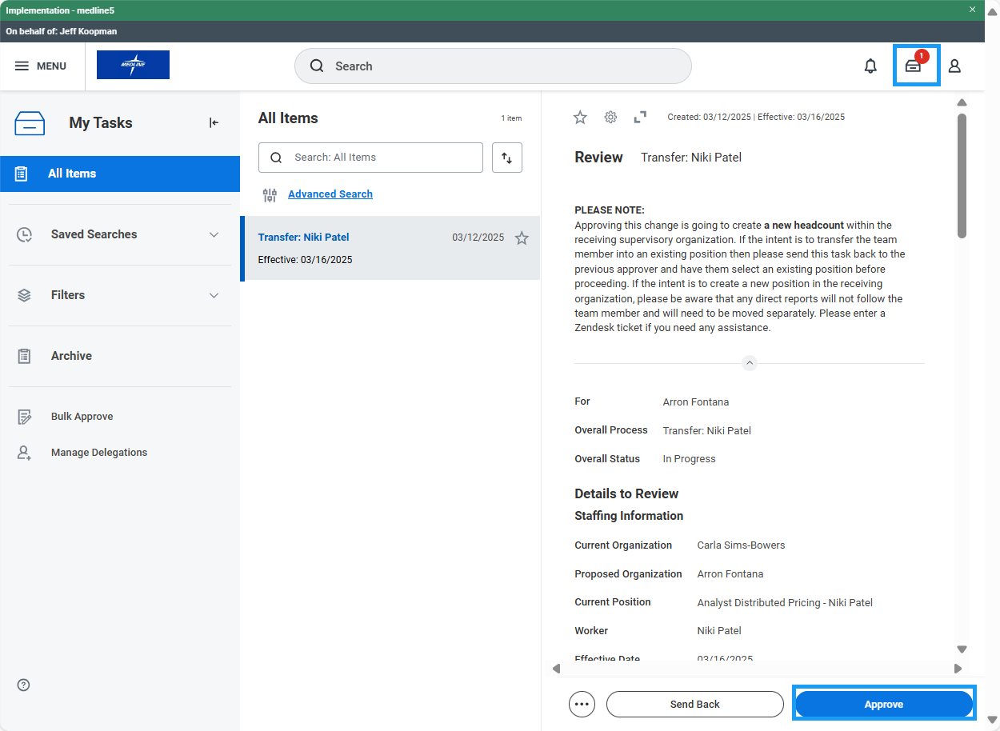 Implementation - medline5
On behalf of: Jeff Koopman
MENU
MEDLINE
Search
1
My Tasks
All Items
Saved Searches
Filters
Archive
Bulk Approve
Manage Delegations
All Items
1 item
Search: All Items
Advanced Search
Transfer: Niki Patel
03/12/2025
Effective: 03/16/2025
Created: 03/12/2025 | Effective: 03/16/2025
Review Transfer: Niki Patel
PLEASE NOTE:
Approving this change is going to create a new headcount within the
receiving supervisory organization. If the intent is to transfer the team
member into an existing position then please send this task back to the
previous approver and have them select an existing position before
proceeding. If the intent is to create a new position in the receiving
organization, please be aware that any direct reports will not follow the
team member and will need to be moved separately. Please enter a
Zendesk ticket if you need any assistance.
For Arron Fontana
Overall Process Transfer: Niki Patel
Overall Status In Progress
Details to Review
Staffing Information
Current Organization Carla Sims-Bowers
Proposed Organization Arron Fontana
Current Position Analyst Distributed Pricing - Niki Patel
Worker Niki Patel
Effective Date 03/16/2025
Send Back
Approve